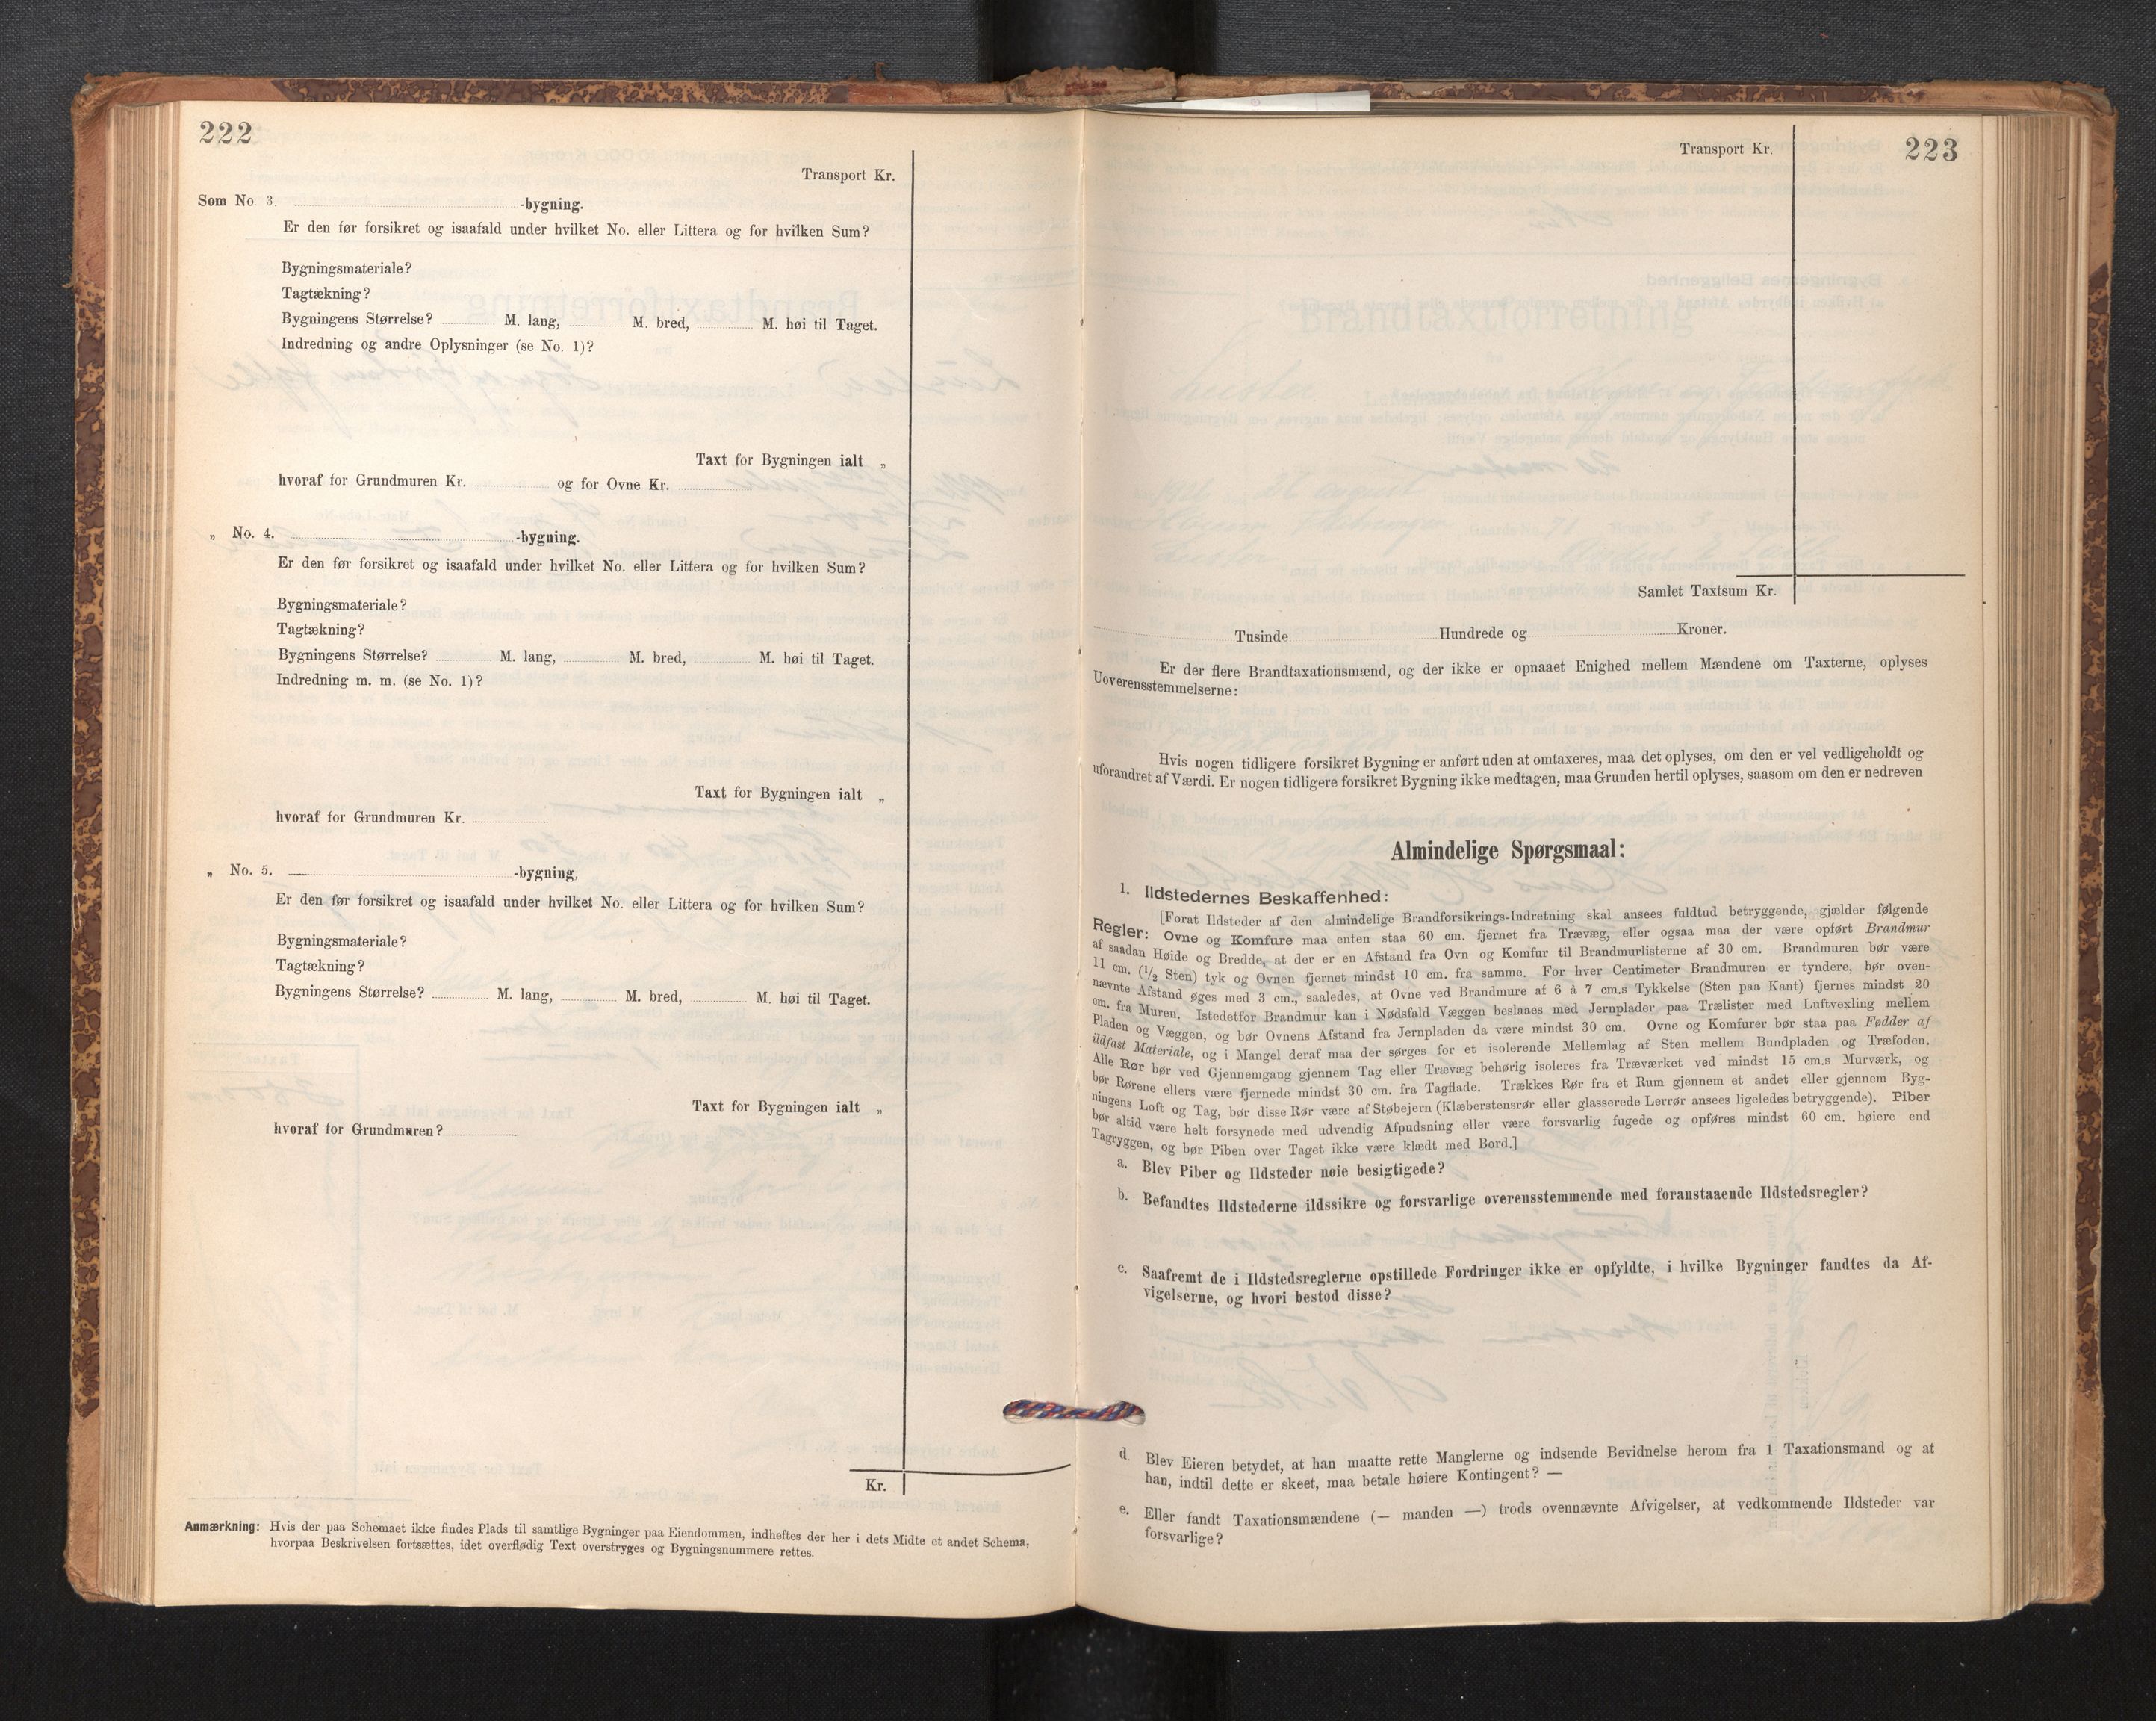 222
Transport Kr.
Som No 3. -bygning.
Er den før forsikret og isaafald under hvilket No. eller Littera og for hvilken Sum?
Bygningsmateriale?
Tagtækning?
Bygningens Størrelse? M. lang, M. bred, M. høi til Taget.
Indredning og andre Oplysninger (se No. 1)?
Taxt for Bygningen ialt „
hvoraf for Grundmuren Kr. og for Ovne Kr.
„ No. 4. -bygning.
Er den før forsikret og isaafald under hvilket No. eller Littera og for hvilken Sum?
Bygningsmateriale?
Tagtækning?
Bygningens Størrelse? M. lang, M. bred, M. høi til Taget.
Indredning m. m. (se No. 1)?
Taxt for Bygningen ialt „
hvoraf for Grundmuren Kr.
„ No. 5. -bygning,
Er den før forsikret og isaafald under hvilket No. eller Littera og for hvilken Sum?
Bygningsmateriale?
Tagtækning?
Bygningens Størrelse? M. lang, M. bred, M. høi til Taget.
Taxt for Bygningen ialt „
hvoraf for Grundmuren?
Kr.
Anmærkning: Hvis der paa Schemaet ikke findes Plads til samtlige Bygninger paa Eiendommen, indheftes der her i dets Midte et andet Schema,
hvorpaa Beskrivelsen fortsættes, idet overflødig Text overstryges og Bygningsnummere rettes.
223
Transport Kr.
Samlet Taxtsum Kr.
Tusinde Hundrede og Kroner.
Er der flere Brandtaxationsmænd, og der ikke er opnaaet Enighed mellem Mændene om Taxterne, oplyses
Uoverensstemmelserne:
Hvis nogen tidligere forsikret Bygning er anført uden at omtaxeres, maa det oplyses, om den er vel vedligeholdt og
uforandret af Værdi. Er nogen tidligere forsikret Bygning ikke medtagen, maa Grunden hertil oplyses, saasom om den er nedreven
Almindelige Spørgsmaal:
1. Ildstedernes Beskaffenhed:
[Forat Ildsteder af den almindelige Brandforsikrings-Indretning skal ansees fuldtud betryggende, gjælder følgende
Regler: Ovne og Komfure maa enten staa 60 cm. fjernet fra Trævæg, eller ogsaa maa der være opført Brandmur
af saadan Høide og Bredde, at der er en Afstand fra Ovn og Komfur til Brandmurlisterne af 30 cm. Brandmuren bør være
11 cm. (1/2 Sten) tyk og Ovnen fjernet mindst 10 cm. fra samme. For hver Centimeter Brandmuren er tyndere, bør oven-
nævnte Afstand øges med 3 cm., saaledes, at Ovne ved Brandmure af 6 à 7 cm.s Tykkelse (Sten paa Kant) fjernes mindst 20
cm. fra Muren. Istedetfor Brandmur kan i Nødsfald Væggen beslaaes med Jernplader paa Trælister med Luftvexling mellem
Pladen og Væggen, og bør Ovnens Afstand fra Jernpladen da være mindst 30 cm. Ovne og Komfurer bør staa paa Fødder af
ildfast Materiale, og i Mangel deraf maa der sørges for et isolerende Mellemlag af Sten mellem Bundpladen og Træfoden.
Alle Rør bør ved Gjennemgang gjennem Tag eller Trævæg behørig isoleres fra Træværket ved mindst 15 cm.s Murværk, og
bør Rørene ellers være fjernede mindst 30 cm. fra Tagflade. Trækkes Rør fra et Rum gjennem et andet eller gjennem Byg-
ningens Loft og Tag, bør disse Rør være af Støbejern (Klæberstensrør eller glasserede Lerrør ansees ligeledes betryggende). Piber
bør altid være helt forsynede med udvendig Afpudsning eller være forsvarlig fugede og opføres mindst 60 cm. høiere end
Tagryggen, og bør Piben over Taget ikke være klædt med Bord.]
a. Blev Piber og Ildsteder nøie besigtigede?
b. Befandtes Ildstederne ildssikre og forsvarlige overensstemmende med foranstaaende Ildstedsregler?
c. Saafremt de i Ildstedsreglerne opstillede Fordringer ikke er opfyldte, i hvilke Bygninger fandtes da Af-
vigelserne, og hvori bestod disse?
d. Blev Eieren betydet, at han maatte rette Manglerne og indsende Bevidnelse herom fra 1 Taxationsmand og at
han, indtil dette er skeet, maa betale høiere Kontingent? —
e. Eller fandt Taxationsmændene (— manden —) trods ovennævnte Afvigelser, at vedkommende Ildsteder var
forsvarlige?